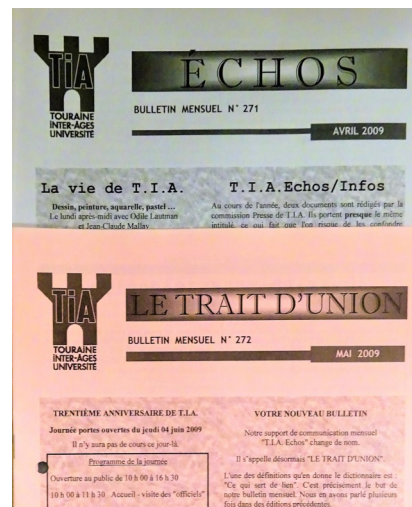 TiA
TOURAINE
INTER-ÂGES
UNIVERSITÉ
ÉCHOS
BULLETIN MENSUEL N° 271
AVRIL 2009
La vie de T.I.A.
Dessin, peinture, aquarelle, pastel ...
Le lundi après-midi avec Odile Lautman
et Jean-Claude Mallay
T.I.A.Echos/Infos
Au cours de l'année, deux documents sont rédigés par la
commission Presse de T.I.A. Ils portent presque le même
intitulé, ce qui fait que l'on risque de les confondre
TiA
TOURAINE
INTER-ÂGES
UNIVERSITÉ
LE TRAIT D'UNION
BULLETIN MENSUEL N° 272
MAI 2009
TRENTIÈME ANNIVERSAIRE DE T.I.A.
Journée portes ouvertes du jeudi 04 juin 2009
Il n'y aura pas de cours ce jour-là.
Programme de la journée
Ouverture au public de 10 h 00 à 16 h 30
10 h 00 à 11 h 30 Accueil - visite des "officiels"
VOTRE NOUVEAU BULLETIN
Notre support de communication mensuel
"T.I.A. Echos" change de nom.
Il s'appelle désormais "LE TRAIT D'UNION".
L'une des définitions qu'en donne le dictionnaire est :
"Ce qui sert de lien". C'est précisément le but de
notre bulletin mensuel. Nous en avons parlé plusieurs
fois dans des éditions précédentes.